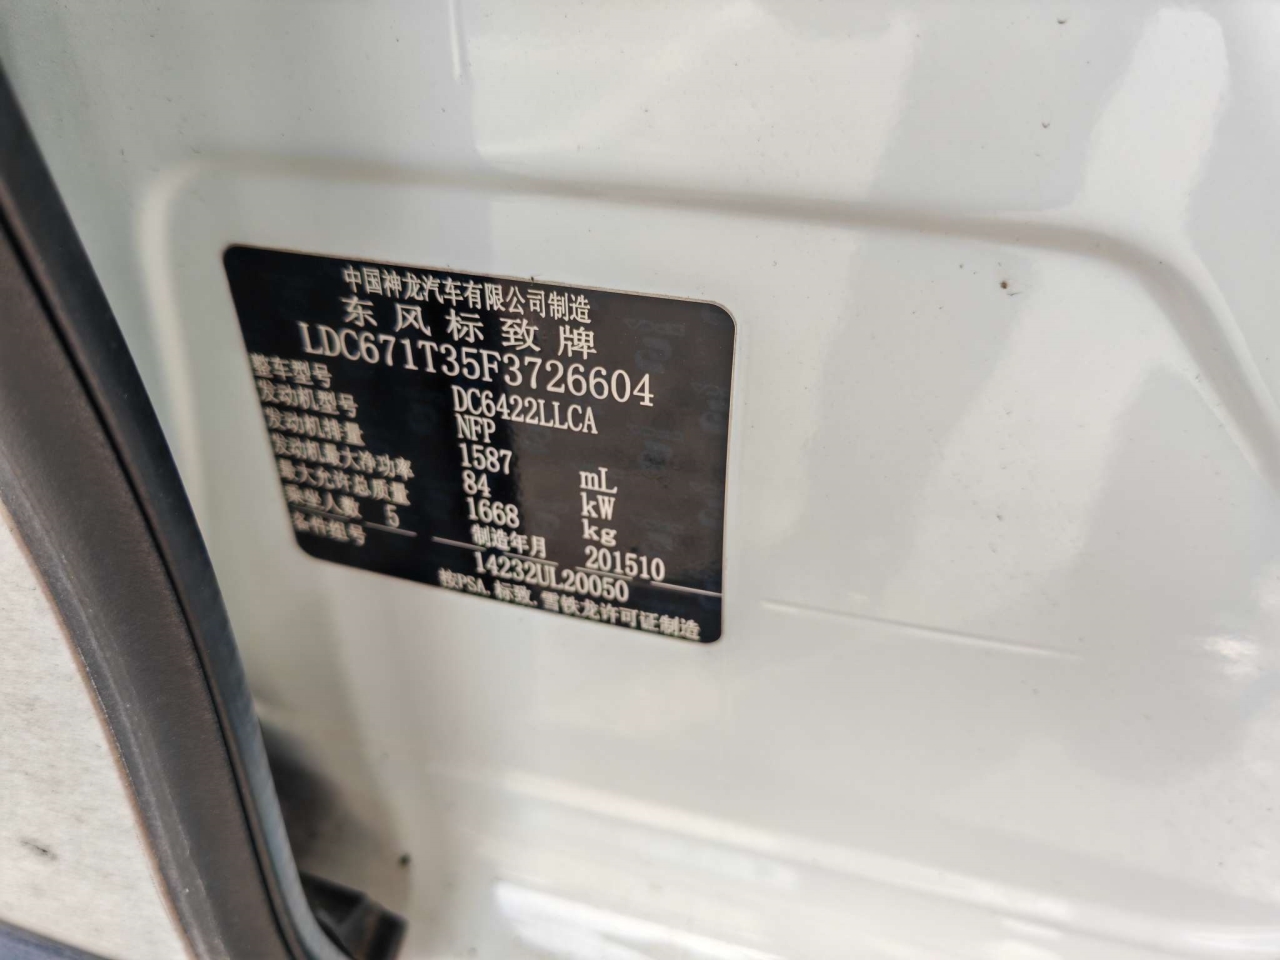 中国神龙汽车有限公司制造
东风标致牌
LDC671T35F3726604
整车型号 DC6422LLCA
发动机型号 NFP
发动机排量 1587 mL
发动机最大净功率 84 kW
最大允许总质量 1668 kg
乘坐人数 5 制造年月 201510
备件组号 14232UL20050
按PSA.标致.雪铁龙许可证制造